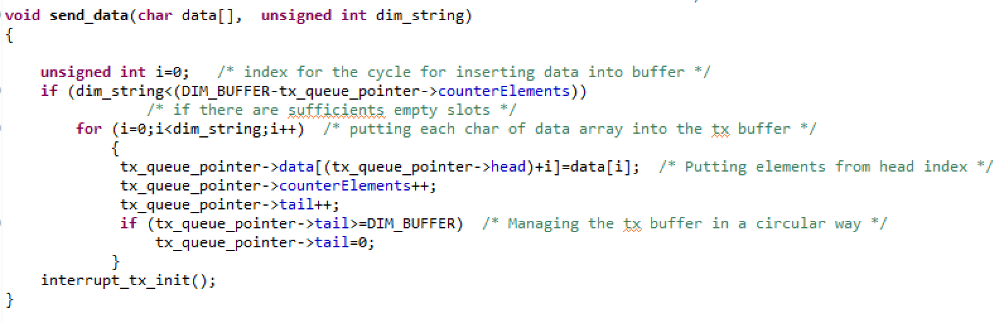 void send_data(char data[],  unsigned int dim_string)
{
unsigned int i=0;   /* index for the cycle for inserting data into buffer */
if (dim_string<(DIM_BUFFER-tx_queue_pointer->counterElements))
/* if there are sufficients empty slots */
for (i=0;i<dim_string;i++)  /* putting each char of data array into the tx buffer */
{
tx_queue_pointer->data[(tx_queue_pointer->head)+i]=data[i];  /* Putting elements from head index */
tx_queue_pointer->counterElements++;
tx_queue_pointer->tail++;
if (tx_queue_pointer->tail>=DIM_BUFFER)  /* Managing the tx buffer in a circular way */
tx_queue_pointer->tail=0;
}
interrupt_tx_init();
}